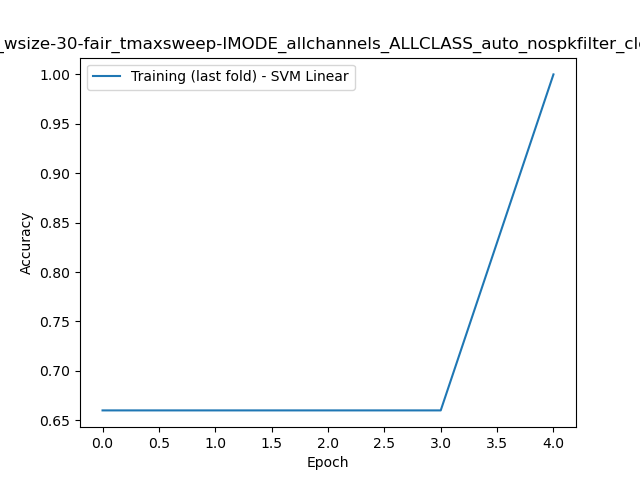 _wsize-30-fair_tmaxsweep-IMODE_allchannels_ALLCLASS_auto_nospkfilter_cl
Training (last fold) - SVM Linear
1.00
0.95
0.90
0.85
0.80
0.75
0.70
0.65
Accuracy
0.0 0.5 1.0 1.5 2.0 2.5 3.0 3.5 4.0
Epoch